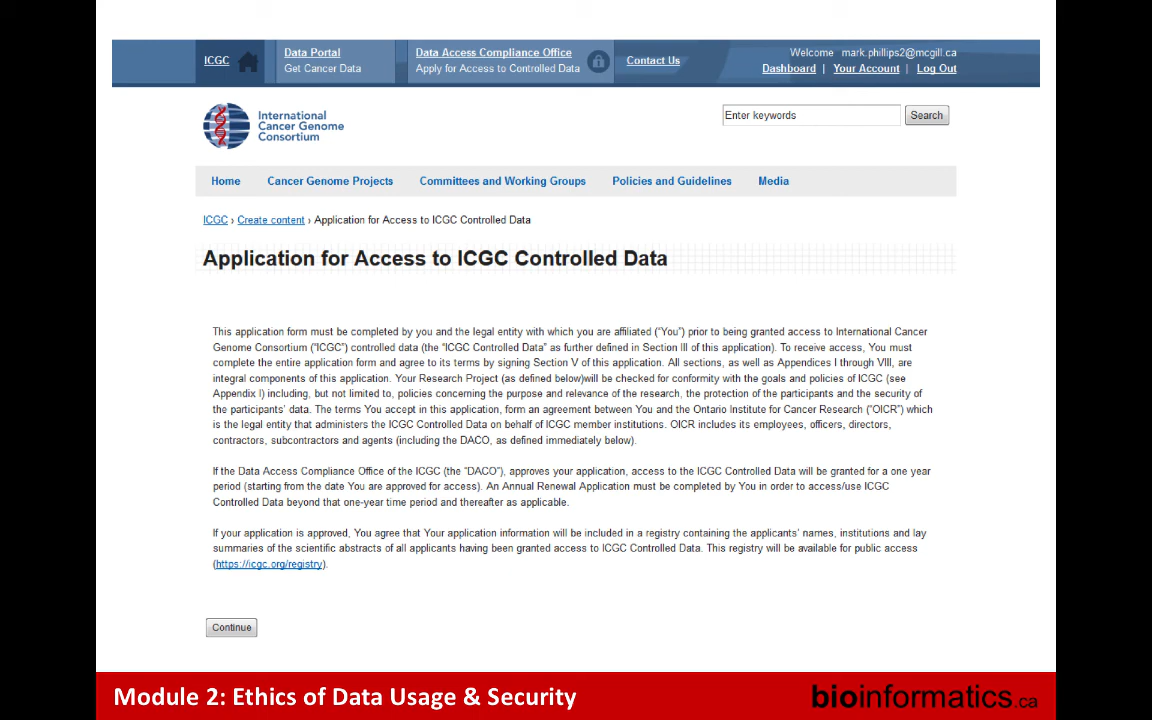 ICGC
Data Portal
Get Cancer Data
Data Access Compliance Office
Apply for Access to Controlled Data
Contact Us
Welcome mark.phillips2@mcgill.ca
Dashboard | Your Account | Log Out
International
Cancer Genome
Consortium
Enter keywords
Search
Home Cancer Genome Projects Committees and Working Groups Policies and Guidelines Media
ICGC › Create content › Application for Access to ICGC Controlled Data
Application for Access to ICGC Controlled Data
This application form must be completed by you and the legal entity with which you are affiliated ("You") prior to being granted access to International Cancer
Genome Consortium ("ICGC") controlled data (the "ICGC Controlled Data" as further defined in Section III of this application). To receive access, You must
complete the entire application form and agree to its terms by signing Section V of this application. All sections, as well as Appendices I through VIII, are
integral components of this application. Your Research Project (as defined below)will be checked for conformity with the goals and policies of ICGC (see
Appendix I) including, but not limited to, policies concerning the purpose and relevance of the research, the protection of the participants and the security of
the participants' data. The terms You accept in this application, form an agreement between You and the Ontario Institute for Cancer Research ("OICR") which
is the legal entity that administers the ICGC Controlled Data on behalf of ICGC member institutions. OICR includes its employees, officers, directors,
contractors, subcontractors and agents (including the DACO, as defined immediately below).
If the Data Access Compliance Office of the ICGC (the "DACO"), approves your application, access to the ICGC Controlled Data will be granted for a one year
period (starting from the date You are approved for access). An Annual Renewal Application must be completed by You in order to access/use ICGC
Controlled Data beyond that one-year time period and thereafter as applicable.
If your application is approved, You agree that Your application information will be included in a registry containing the applicants' names, institutions and lay
summaries of the scientific abstracts of all applicants having been granted access to ICGC Controlled Data. This registry will be available for public access
(https://icgc.org/registry).
Continue
Module 2: Ethics of Data Usage & Security
bioinformatics.ca